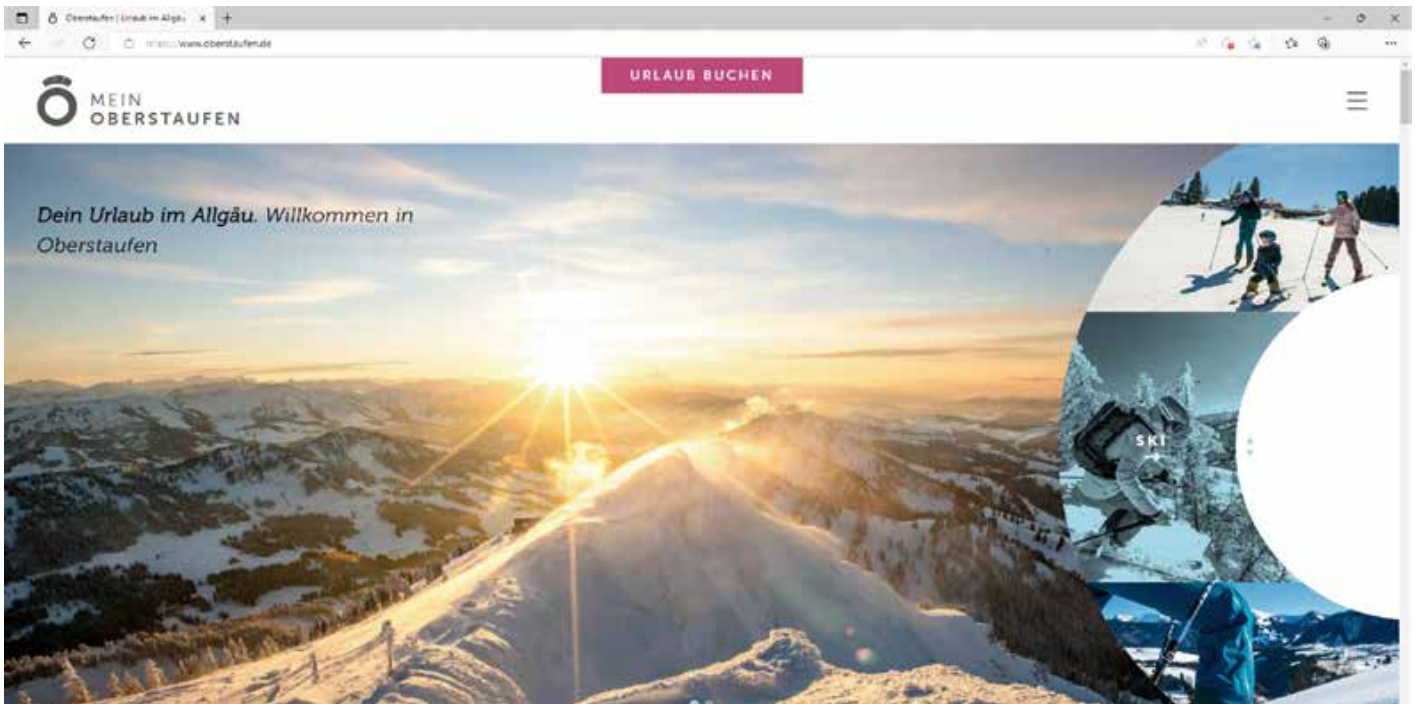 Oberstaufen | Urlaub im Allgäu
www.oberstaufen.de
URLAUB BUCHEN
MEIN
OBERSTAUFEN
Dein Urlaub im Allgäu. Willkommen in
Oberstaufen
SKI